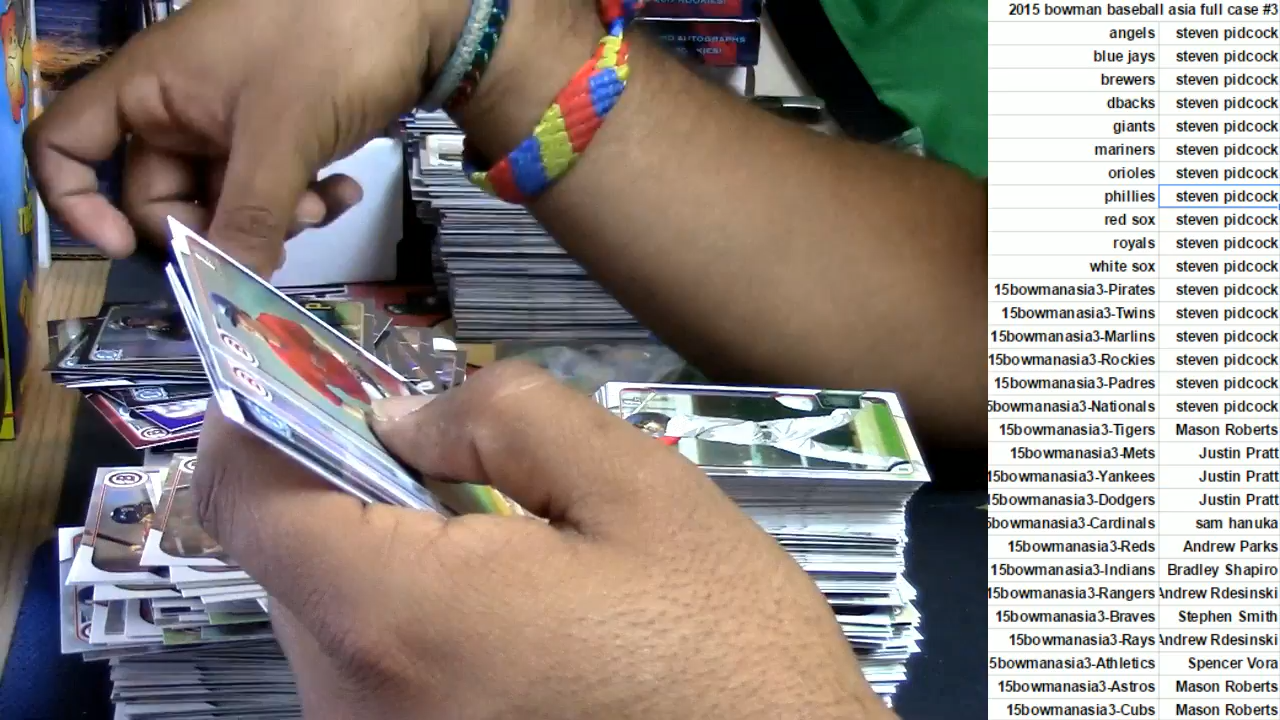 2015 bowman baseball asia full case #3
angels steven pidcock
blue jays steven pidcock
brewers steven pidcock
dbacks steven pidcock
giants steven pidcock
mariners steven pidcock
orioles steven pidcock
phillies steven pidcock
red sox steven pidcock
royals steven pidcock
white sox steven pidcock
15bowmanasia3-Pirates steven pidcock
15bowmanasia3-Twins steven pidcock
15bowmanasia3-Marlins steven pidcock
15bowmanasia3-Rockies steven pidcock
15bowmanasia3-Padres steven pidcock
5bowmanasia3-Nationals steven pidcock
15bowmanasia3-Tigers Mason Roberts
15bowmanasia3-Mets Justin Pratt
15bowmanasia3-Yankees Justin Pratt
15bowmanasia3-Dodgers Justin Pratt
5bowmanasia3-Cardinals sam hanuka
15bowmanasia3-Reds Andrew Parks
15bowmanasia3-Indians Bradley Shapiro
15bowmanasia3-Rangers Andrew Rdesinski
15bowmanasia3-Braves Stephen Smith
15bowmanasia3-Rays Andrew Rdesinski
5bowmanasia3-Athletics Spencer Vora
15bowmanasia3-Astros Mason Roberts
15bowmanasia3-Cubs Mason Roberts
AUTOGRAPHS